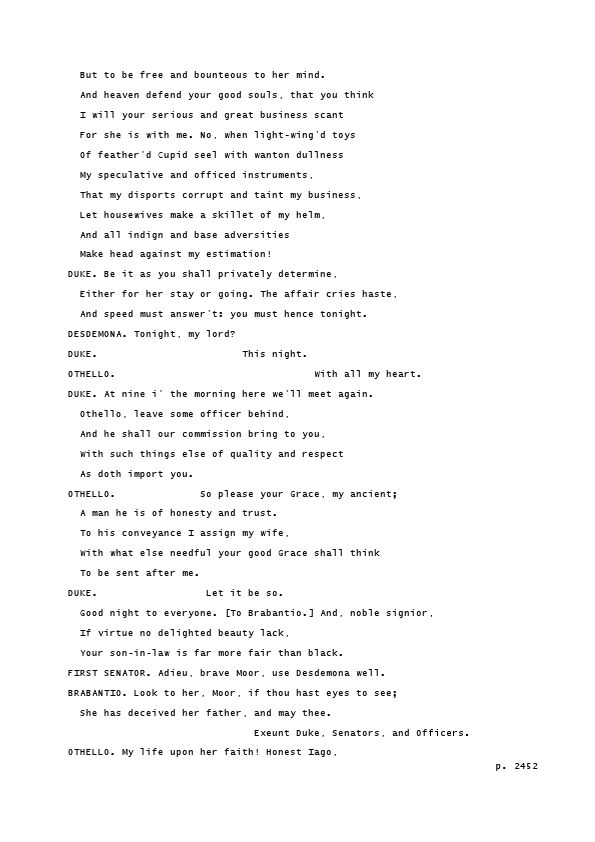 But to be free and bounteous to her mind.
And heaven defend your good souls, that you think
I will your serious and great business scant
For she is with me. No, when light-wing'd toys
Of feather'd Cupid seel with wanton dullness
My speculative and officed instruments,
That my disports corrupt and taint my business,
Let housewives make a skillet of my helm,
And all indign and base adversities
Make head against my estimation!
DUKE. Be it as you shall privately determine,
Either for her stay or going. The affair cries haste,
And speed must answer't: you must hence tonight.
DESDEMONA. Tonight, my lord?
DUKE. This night.
OTHELLO. With all my heart.
DUKE. At nine i' the morning here we'll meet again.
Othello, leave some officer behind,
And he shall our commission bring to you,
With such things else of quality and respect
As doth import you.
OTHELLO. So please your Grace, my ancient;
A man he is of honesty and trust.
To his conveyance I assign my wife,
With what else needful your good Grace shall think
To be sent after me.
DUKE. Let it be so.
Good night to everyone. [To Brabantio.] And, noble signior,
If virtue no delighted beauty lack,
Your son-in-law is far more fair than black.
FIRST SENATOR. Adieu, brave Moor, use Desdemona well.
BRABANTIO. Look to her, Moor, if thou hast eyes to see;
She has deceived her father, and may thee.
Exeunt Duke, Senators, and Officers.
OTHELLO. My life upon her faith! Honest Iago,
p. 2452